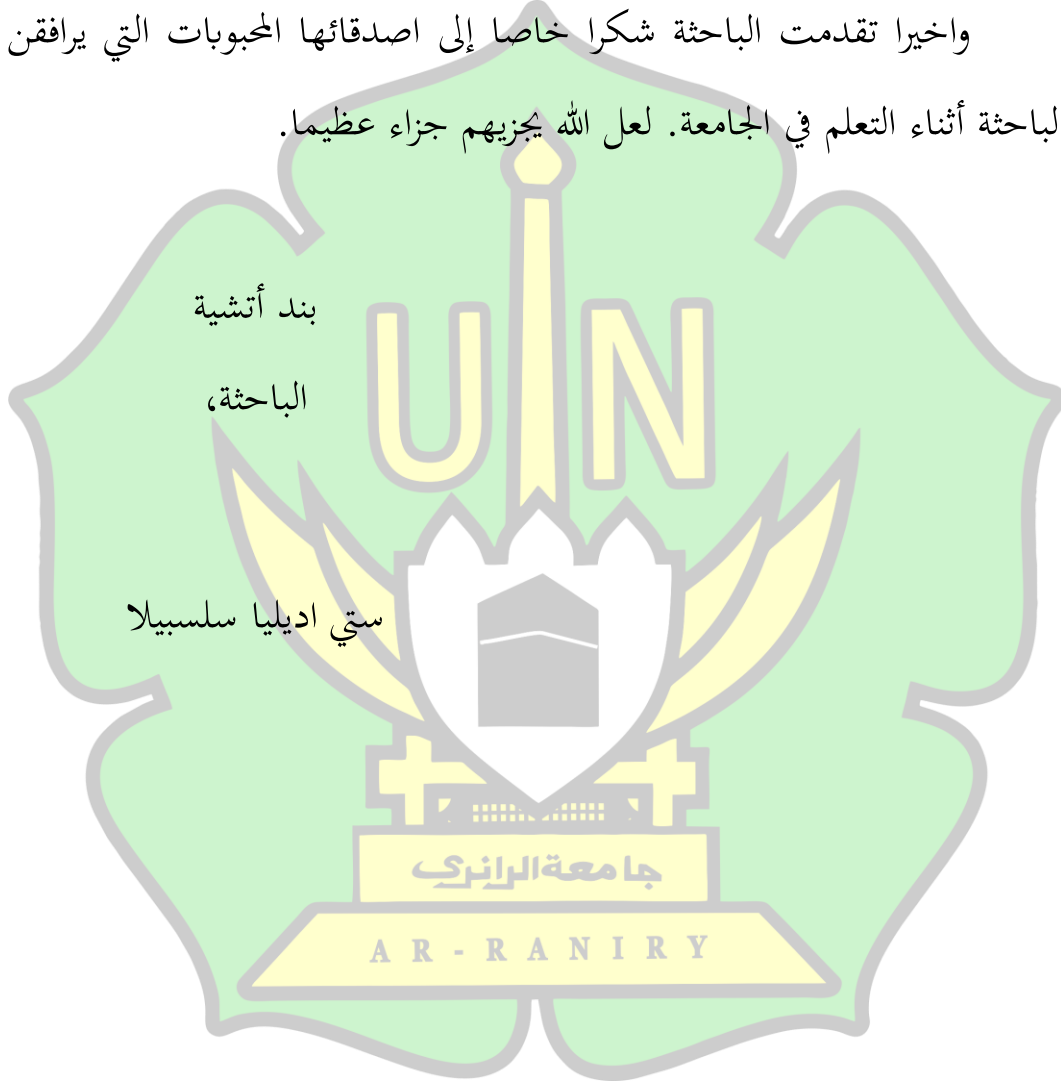 واخيرا تقدمت الباحثة شكرا خاصا إلى اصدقائها المحبوبات التي يرافقن
لباحثة أثناء التعلم في الجامعة. لعل الله يجزيهم جزاء عظيما.
بند أتشية
الباحثة،
ستي اديليا سلسبيلا
UIN
جامعة الرانري
AR-RANIRY